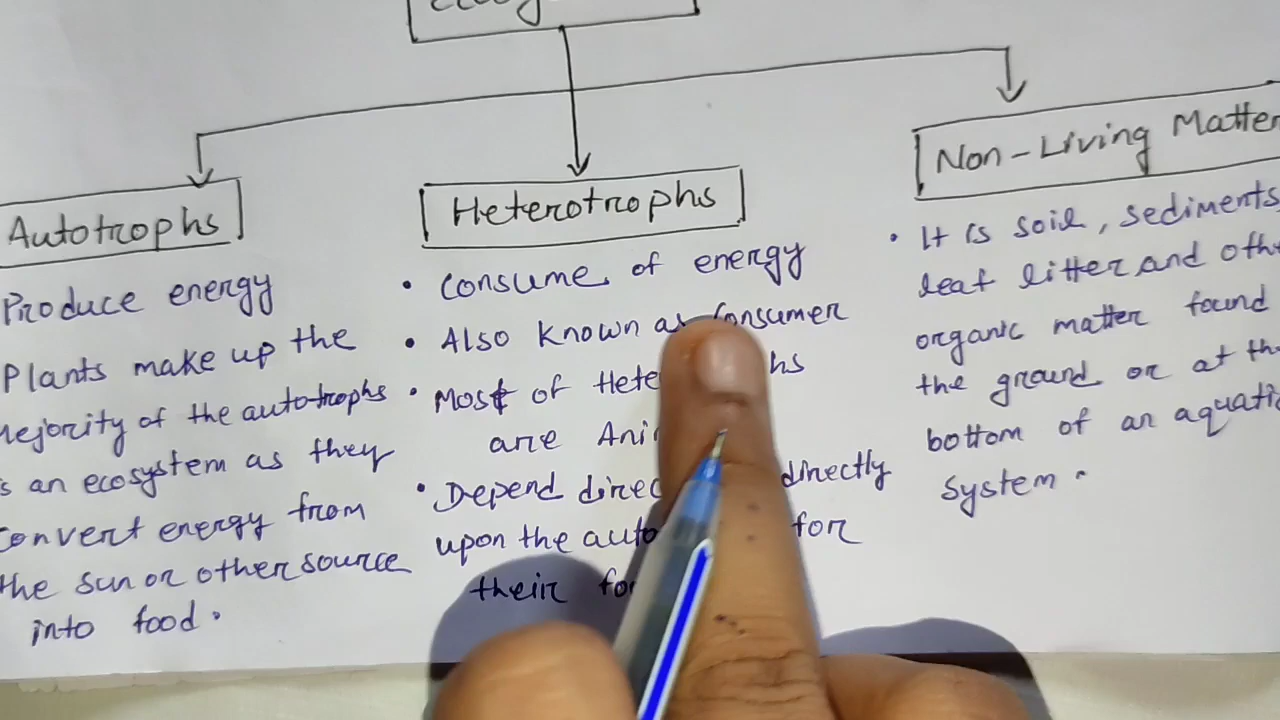 Autotrophs
Produce energy
Plants make up the
of the autotrophs
an ecosystem as they
convert energy from
the sun or other source
into food.
Heterotrophs
• Consume of energy
• Also known as Consumer
• Most of
are
• Depend directly
upon the for
their
Non-Living Matter
• It is soil, sediments,
leaf litter and
organic matter found
the ground or at
bottom of an
system.